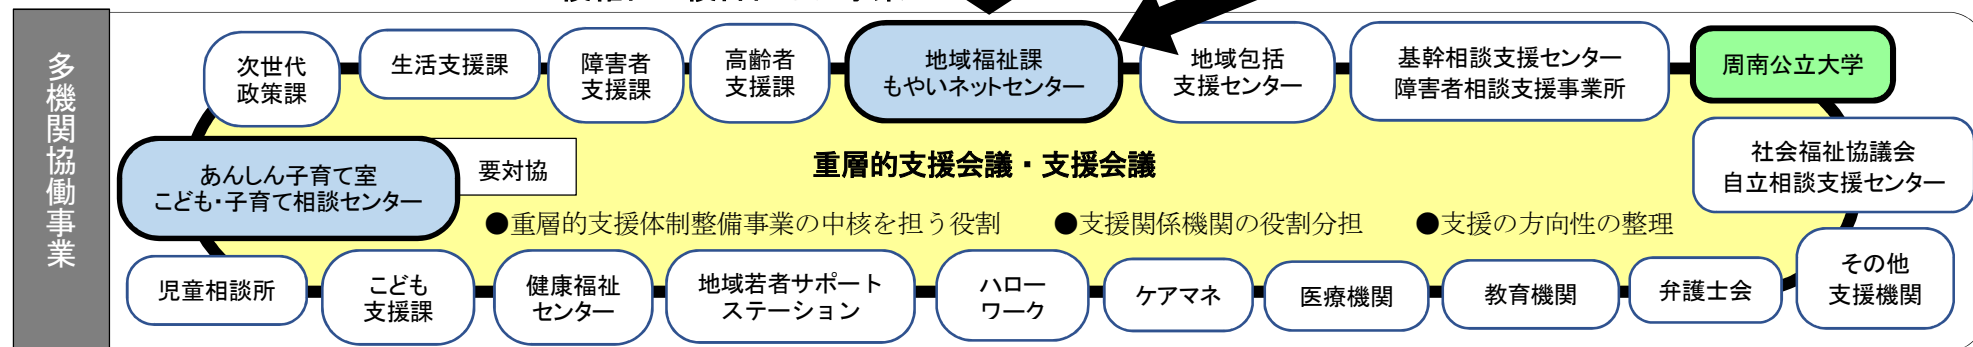 多機関協働事業
次世代
政策課
生活支援課
障害者
支援課
高齢者
支援課
地域福祉課
もやいネットセンター
地域包括
支援センター
基幹相談支援センター
障害者相談支援事業所
周南公立大学
あんしん子育て室
こども・子育て相談センター
要対協
重層的支援会議・支援会議
社会福祉協議会
自立相談支援センター
●重層的支援体制整備事業の中核を担う役割 ●支援関係機関の役割分担 ●支援の方向性の整理
児童相談所
こども
支援課
健康福祉
センター
地域若者サポート
ステーション
ハロー
ワーク
ケアマネ
医療機関
教育機関
弁護士会
その他
支援機関